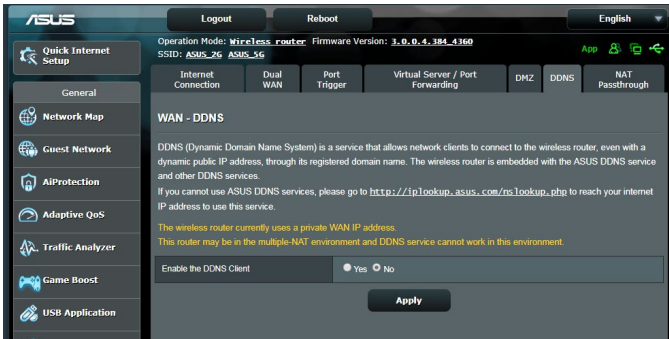 ASUS
Logout
Reboot
English
Operation Mode: Wireless router Firmware Version: 3.0.0.4.384_4360
SSID: ASUS_2G ASUS_5G
App
Quick Internet
Setup
General
Network Map
Guest Network
AiProtection
Adaptive QoS
Traffic Analyzer
Game Boost
USB Application
Internet
Connection
Dual
WAN
Port
Trigger
Virtual Server / Port
Forwarding
DMZ
DDNS
NAT
Passthrough
WAN - DDNS
DDNS (Dynamic Domain Name System) is a service that allows network clients to connect to the wireless router, even with a
dynamic public IP address, through its registered domain name. The wireless router is embedded with the ASUS DDNS service
and other DDNS services.
If you cannot use ASUS DDNS services, please go to http://iplookup.asus.com/nslookup.php to reach your internet
IP address to use this service.
The wireless router currently uses a private WAN IP
address.
This router may be in the multiple-NAT environment and DDNS service cannot work in this environment.
Enable the DDNS Client
Yes No
Apply